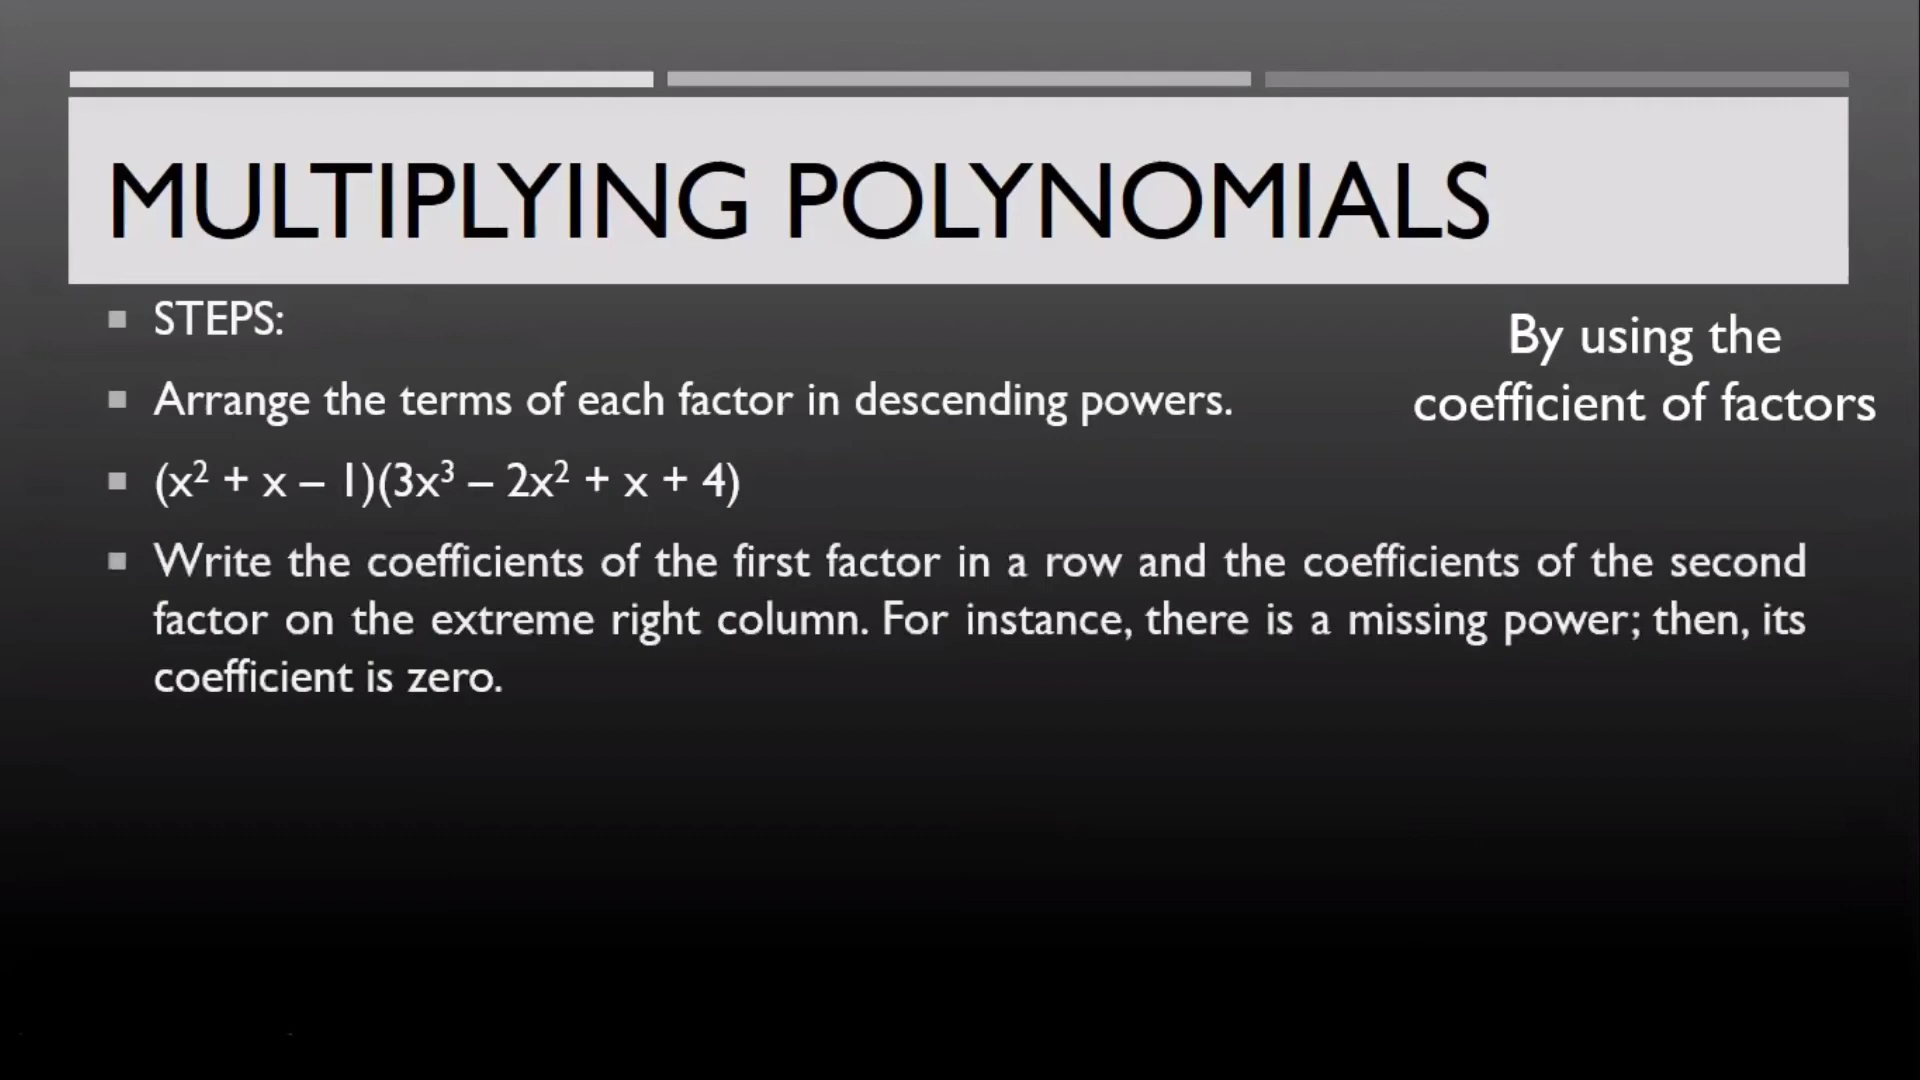 MULTIPLYING POLYNOMIALS
STEPS:
By using the
coefficient of factors
Arrange the terms of each factor in descending powers.
(x² + x – 1)(3x³ – 2x² + x + 4)
Write the coefficients of the first factor in a row and the coefficients of the second
factor on the extreme right column. For instance, there is a missing power; then, its
coefficient is zero.